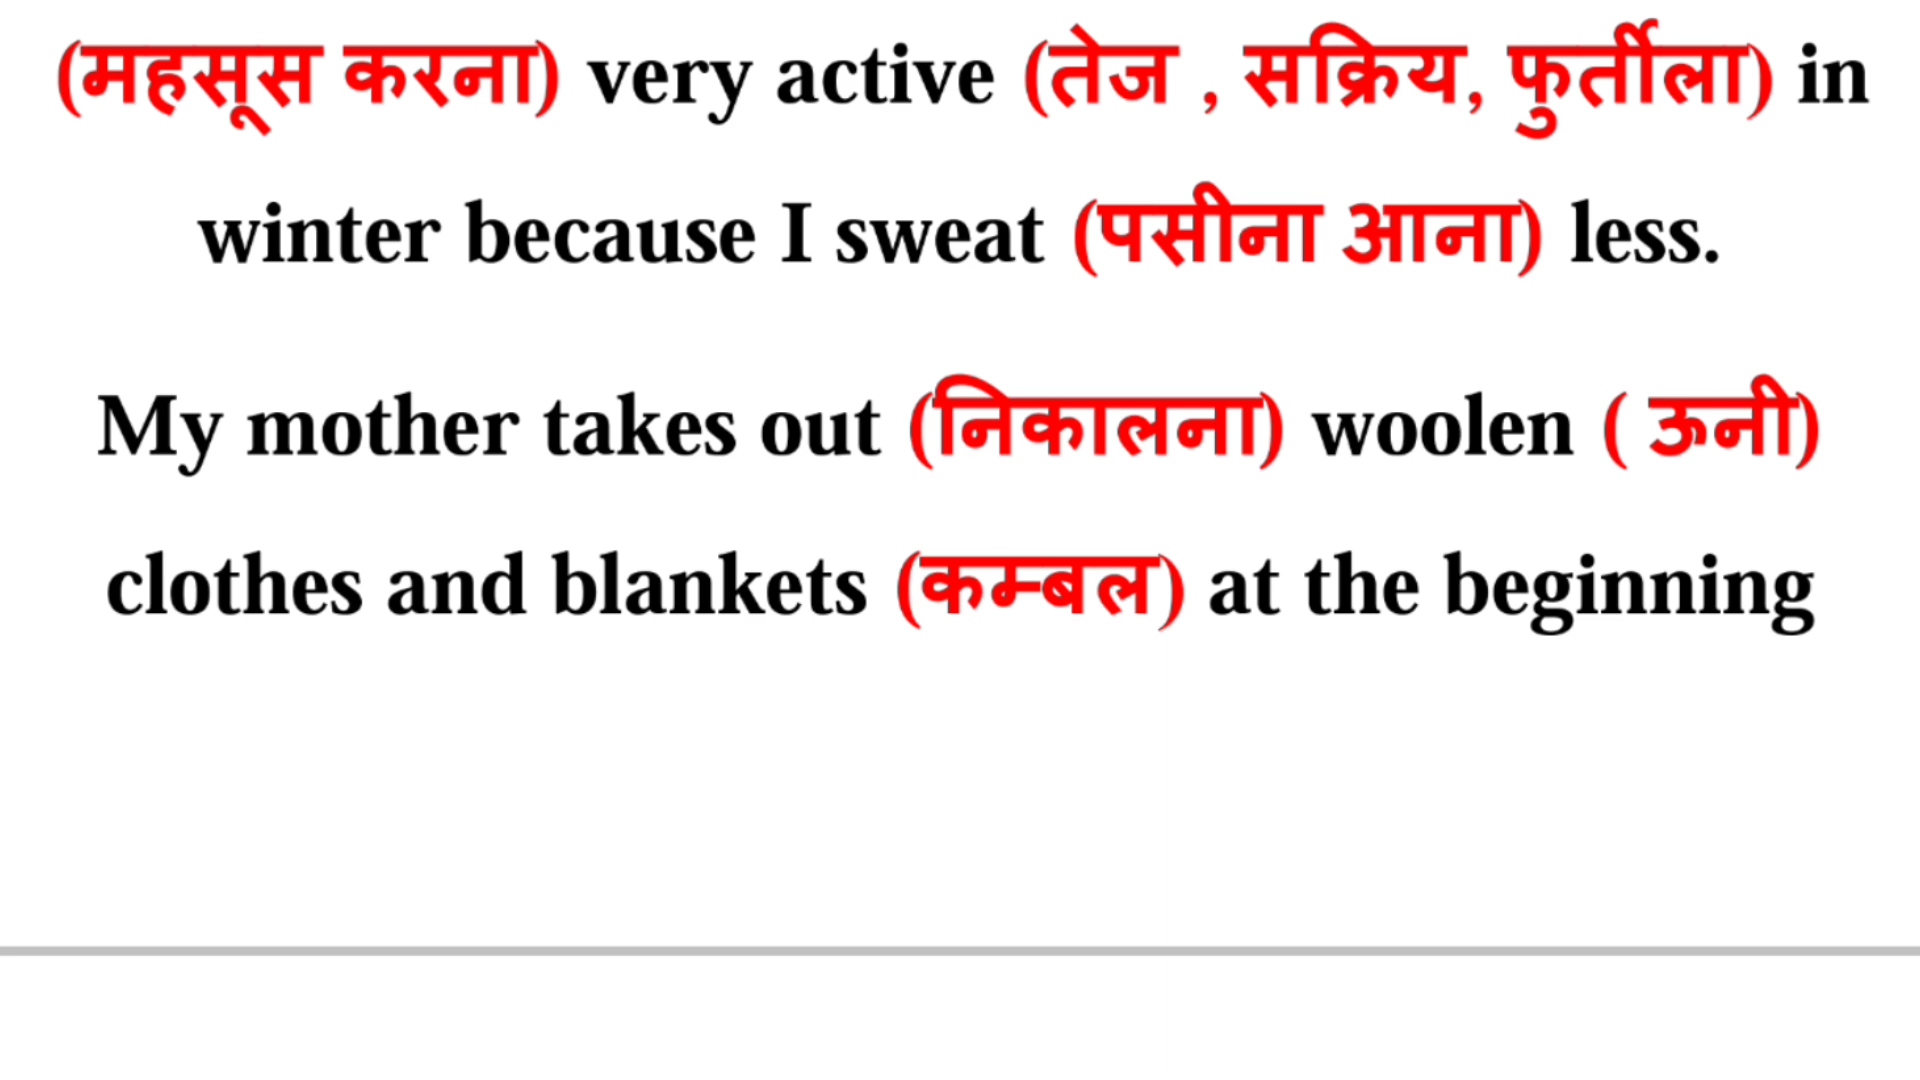 (महसूस करना) very active (तेज , सक्रिय, फुर्तीला) in
winter because I sweat (पसीना आना) less.
My mother takes out (निकालना) woolen ( ऊनी)
clothes and blankets (कम्बल) at the beginning